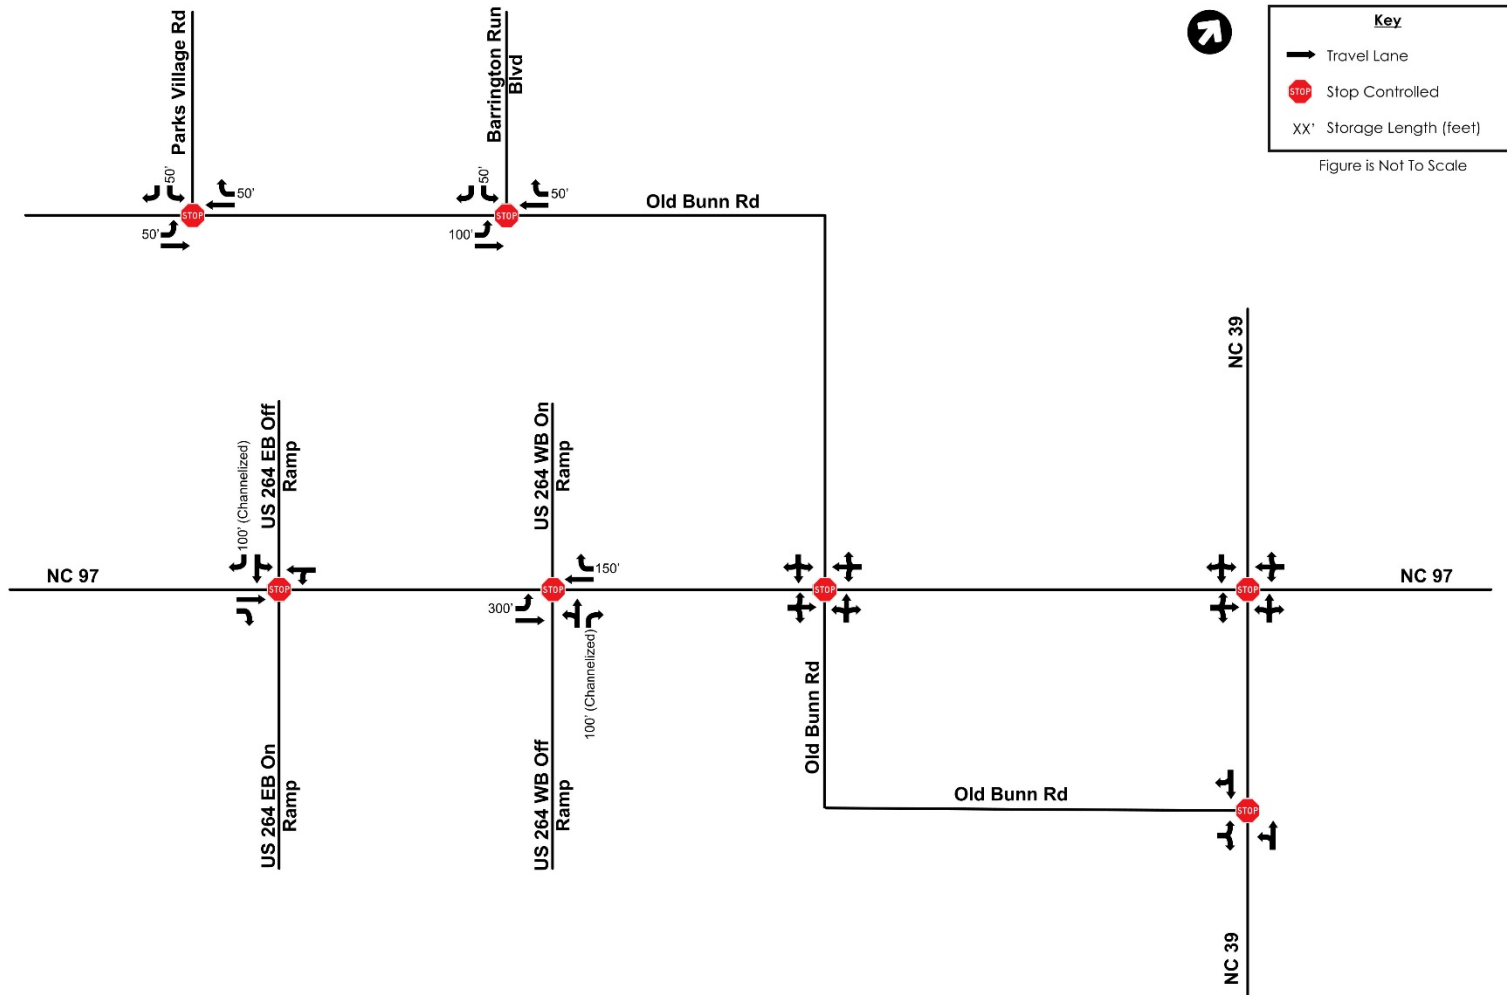 Key
Travel Lane
STOP
Stop Controlled
XX' Storage Length (feet)
Figure is Not To Scale
Parks Village Rd
Barrington Run
Blvd
50'
50'
50'
50'
STOP
STOP
Old Bunn Rd
50'
100'
NC 39
US 264 EB Off
Ramp
100' (Channelized)
US 264 WB On
Ramp
NC 97
150'
NC 97
STOP
STOP
STOP
STOP
300'
100' (Channelized)
Old Bunn Rd
US 264 EB On
Ramp
US 264 WB Off
Ramp
Old Bunn Rd
STOP
NC 39